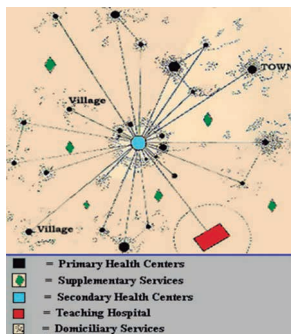 TOWN
Village
Village
= Primary Health Centers
= Supplementary Services
= Secondary Health Centers
= Teaching Hospital
= Domiciliary Services